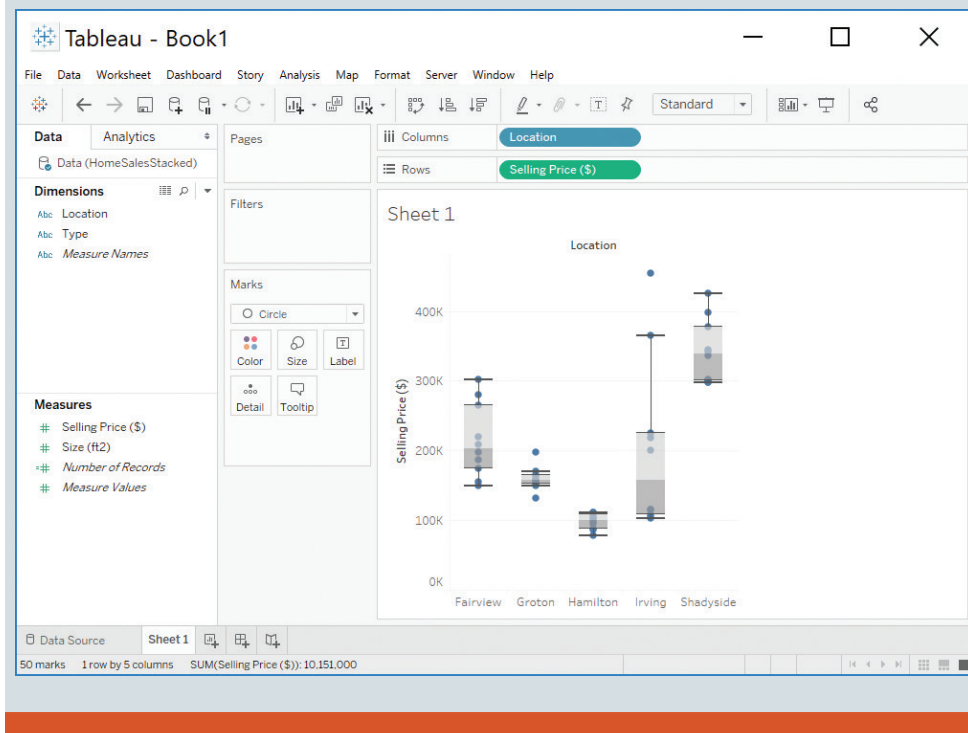 Tableau - Book1
File Data Worksheet Dashboard Story Analysis Map Format Server Window Help
Standard
Data Analytics
Data (HomeSalesStacked)
Dimensions
Abc Location
Abc Type
Abc Measure Names
Measures
# Selling Price ($)
# Size (ft2)
=# Number of Records
# Measure Values
Pages
Filters
Marks
Circle
Color Size Label
Detail Tooltip
Columns Location
Rows Selling Price ($)
Sheet 1
Location
Selling Price ($)
400K
300K
200K
100K
0K
Fairview Groton Hamilton Irving Shadyside
Data Source Sheet 1
50 marks 1 row by 5 columns SUM(Selling Price ($)): 10,151,000